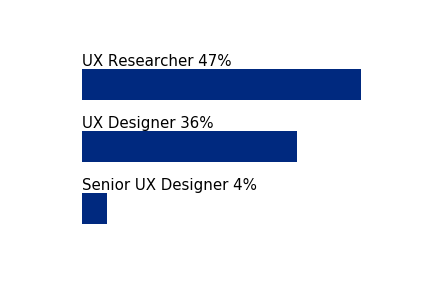 UX Researcher 47%
UX Designer 36%
Senior UX Designer 4%